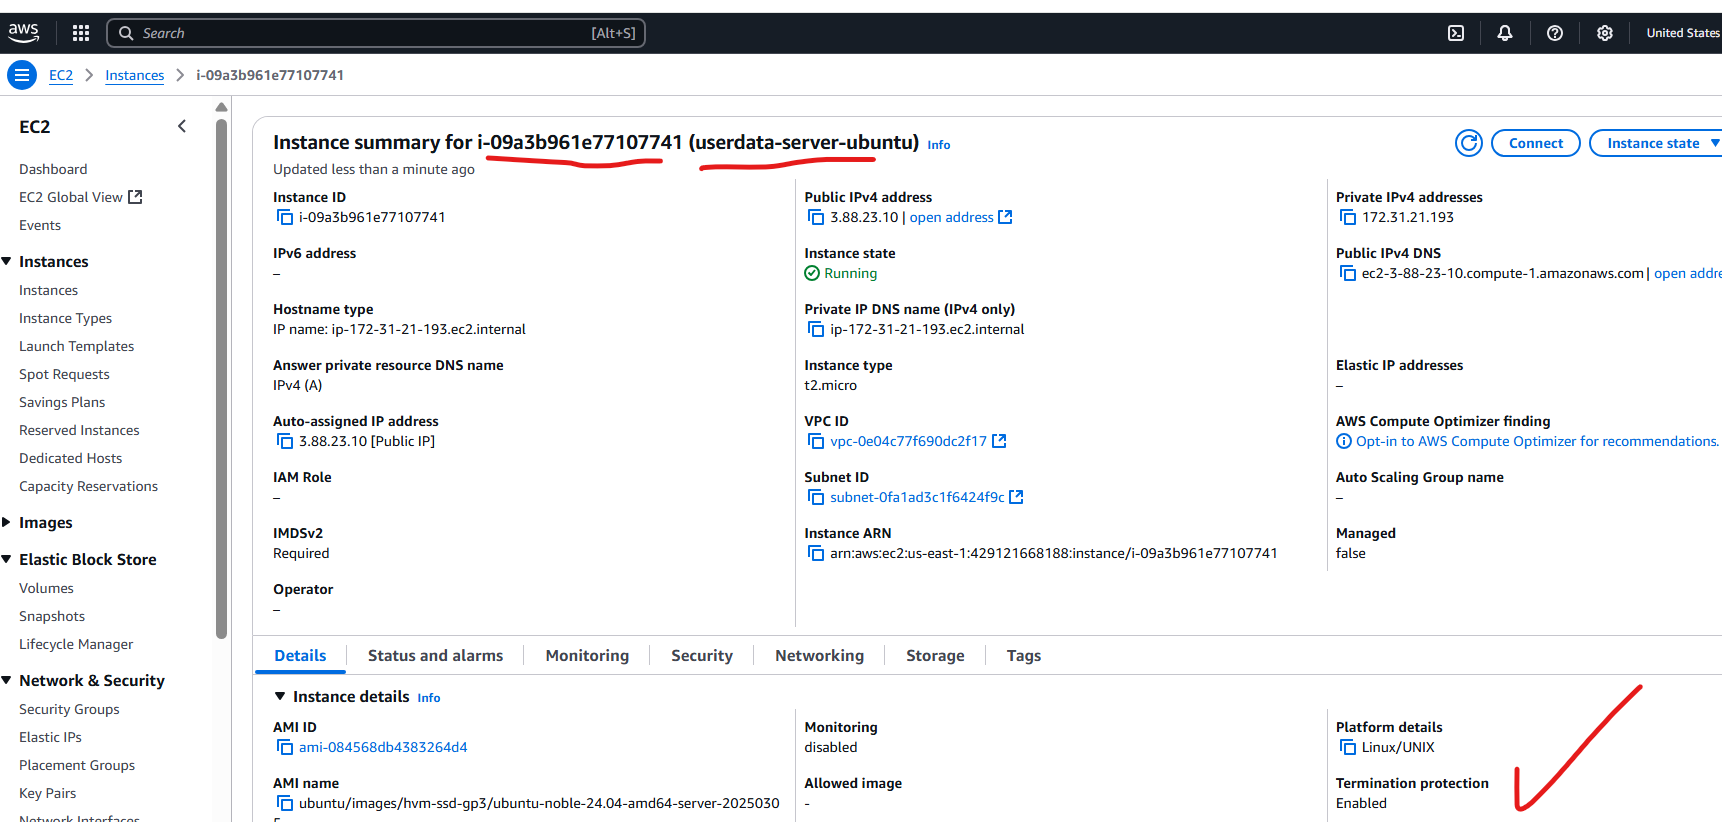 aws
Search
[Alt+S]
United States
EC2
Instances
i-09a3b961e77107741
EC2
Dashboard
EC2 Global View
Events
Instances
Instances
Instance Types
Launch Templates
Spot Requests
Savings Plans
Reserved Instances
Dedicated Hosts
Capacity Reservations
Images
Elastic Block Store
Volumes
Snapshots
Lifecycle Manager
Network & Security
Security Groups
Elastic IPs
Placement Groups
Key Pairs
Network Interfaces
Instance summary for i-09a3b961e77107741 (userdata-server-ubuntu) Info
Updated less than a minute ago
Connect
Instance state
Instance ID
i-09a3b961e77107741
Public IPv4 address
3.88.23.10 | open address
Private IPv4 addresses
172.31.21.193
IPv6 address
–
Instance state
Running
Public IPv4 DNS
ec2-3-88-23-10.compute-1.amazonaws.com | open addre
Hostname type
IP name: ip-172-31-21-193.ec2.internal
Private IP DNS name (IPv4 only)
ip-172-31-21-193.ec2.internal
Answer private resource DNS name
IPv4 (A)
Instance type
t2.micro
Elastic IP addresses
–
Auto-assigned IP address
3.88.23.10 [Public IP]
VPC ID
vpc-0e04c77f690dc2f17
AWS Compute Optimizer finding
Opt-in to AWS Compute Optimizer for recommendations.
IAM Role
–
Subnet ID
subnet-0fa1ad3c1f6424f9c
Auto Scaling Group name
–
IMDSv2
Required
Instance ARN
arn:aws:ec2:us-east-1:429121668188:instance/i-09a3b961e77107741
Managed
false
Operator
–
Details
Status and alarms
Monitoring
Security
Networking
Storage
Tags
Instance details Info
AMI ID
ami-084568db4383264d4
Monitoring
disabled
Platform details
Linux/UNIX
AMI name
ubuntu/images/hvm-ssd-gp3/ubuntu-noble-24.04-amd64-server-2025030
Allowed image
-
Termination protection
Enabled